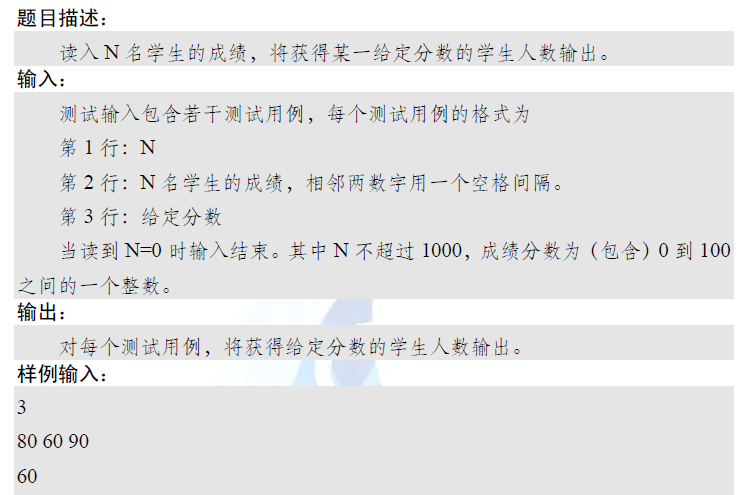 题目描述：
读入 N 名学生的成绩，将获得某一给定分数的学生人数输出。
输入：
测试输入包含若干测试用例，每个测试用例的格式为
第 1 行：N
第 2 行：N 名学生的成绩，相邻两数字用一个空格间隔。
第 3 行：给定分数
当读到 N=0 时输入结束。其中 N 不超过 1000，成绩分数为（包含）0 到 100
之间的一个整数。
输出：
对每个测试用例，将获得给定分数的学生人数输出。
样例输入：
3
80 60 90
60